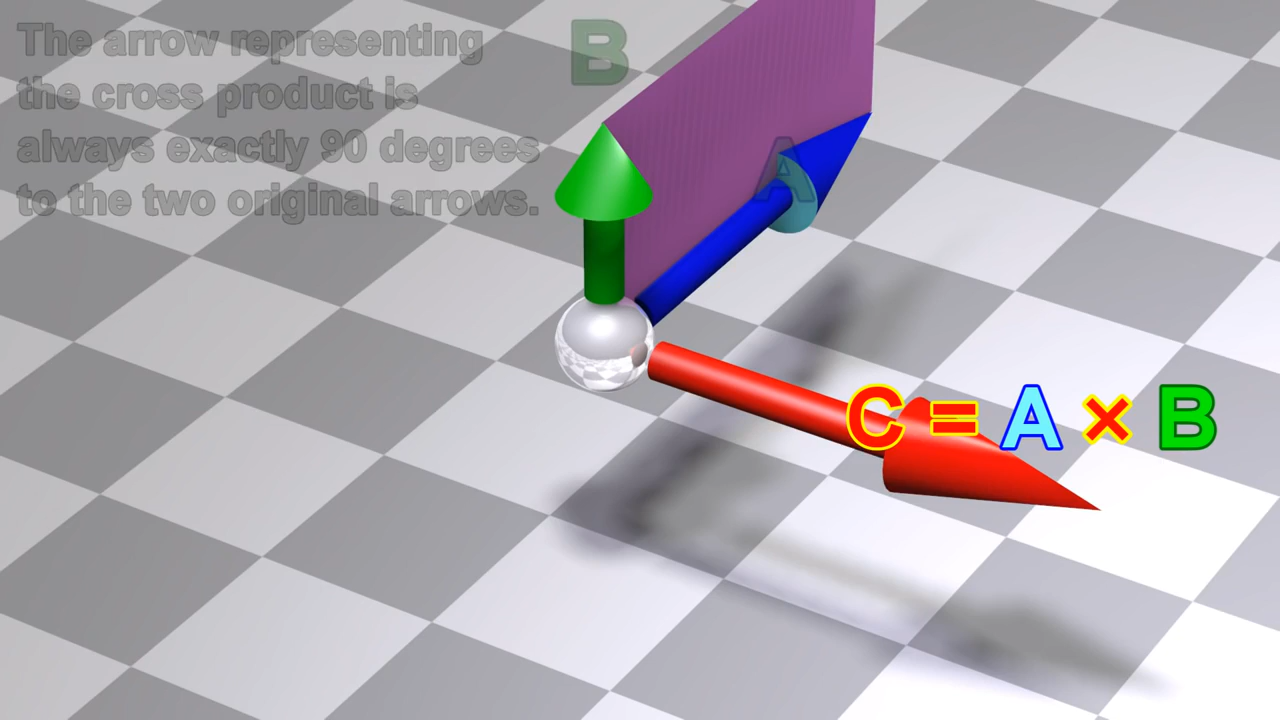 The arrow representing
the cross product is
always exactly 90 degrees
to the two original arrows.
B
A
C = A × B